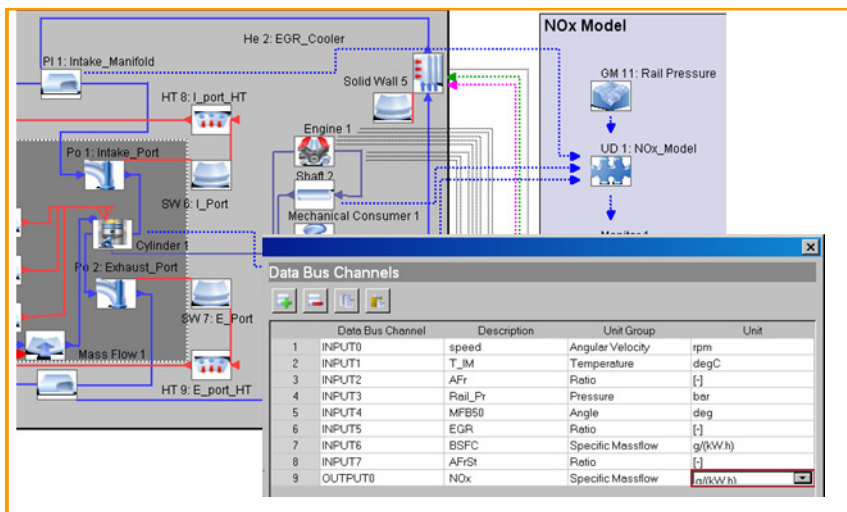 NOx Model
He 2: EGR_Cooler
Pl 1: Intake_Manifold
GM 11: Rail Pressure
Solid Wall 5
HT 8: I_port_HT
Engine 1
Po 1: Intake_Port
UD 1: NOx_Model
Shaft 2
SW 6: I_Port
Mechanical Consumer 1
Cylinder 1
Po 2: Exhaust_Port
SW 7: E_Port
Mass Flow 1
HT 9: E_port_HT
Data Bus Channels
Data Bus Channel Description Unit Group Unit
1 INPUT0 speed Angular Velocity rpm
2 INPUT1 T_IM Temperature degC
3 INPUT2 AFr Ratio [-]
4 INPUT3 Rail_Pr Pressure bar
5 INPUT4 MFB50 Angle deg
6 INPUT5 EGR Ratio [-]
7 INPUT6 BSFC Specific Massflow g/(kW.h)
8 INPUT7 AFrSt Ratio [-]
9 OUTPUT0 NOx Specific Massflow g/(kW.h)